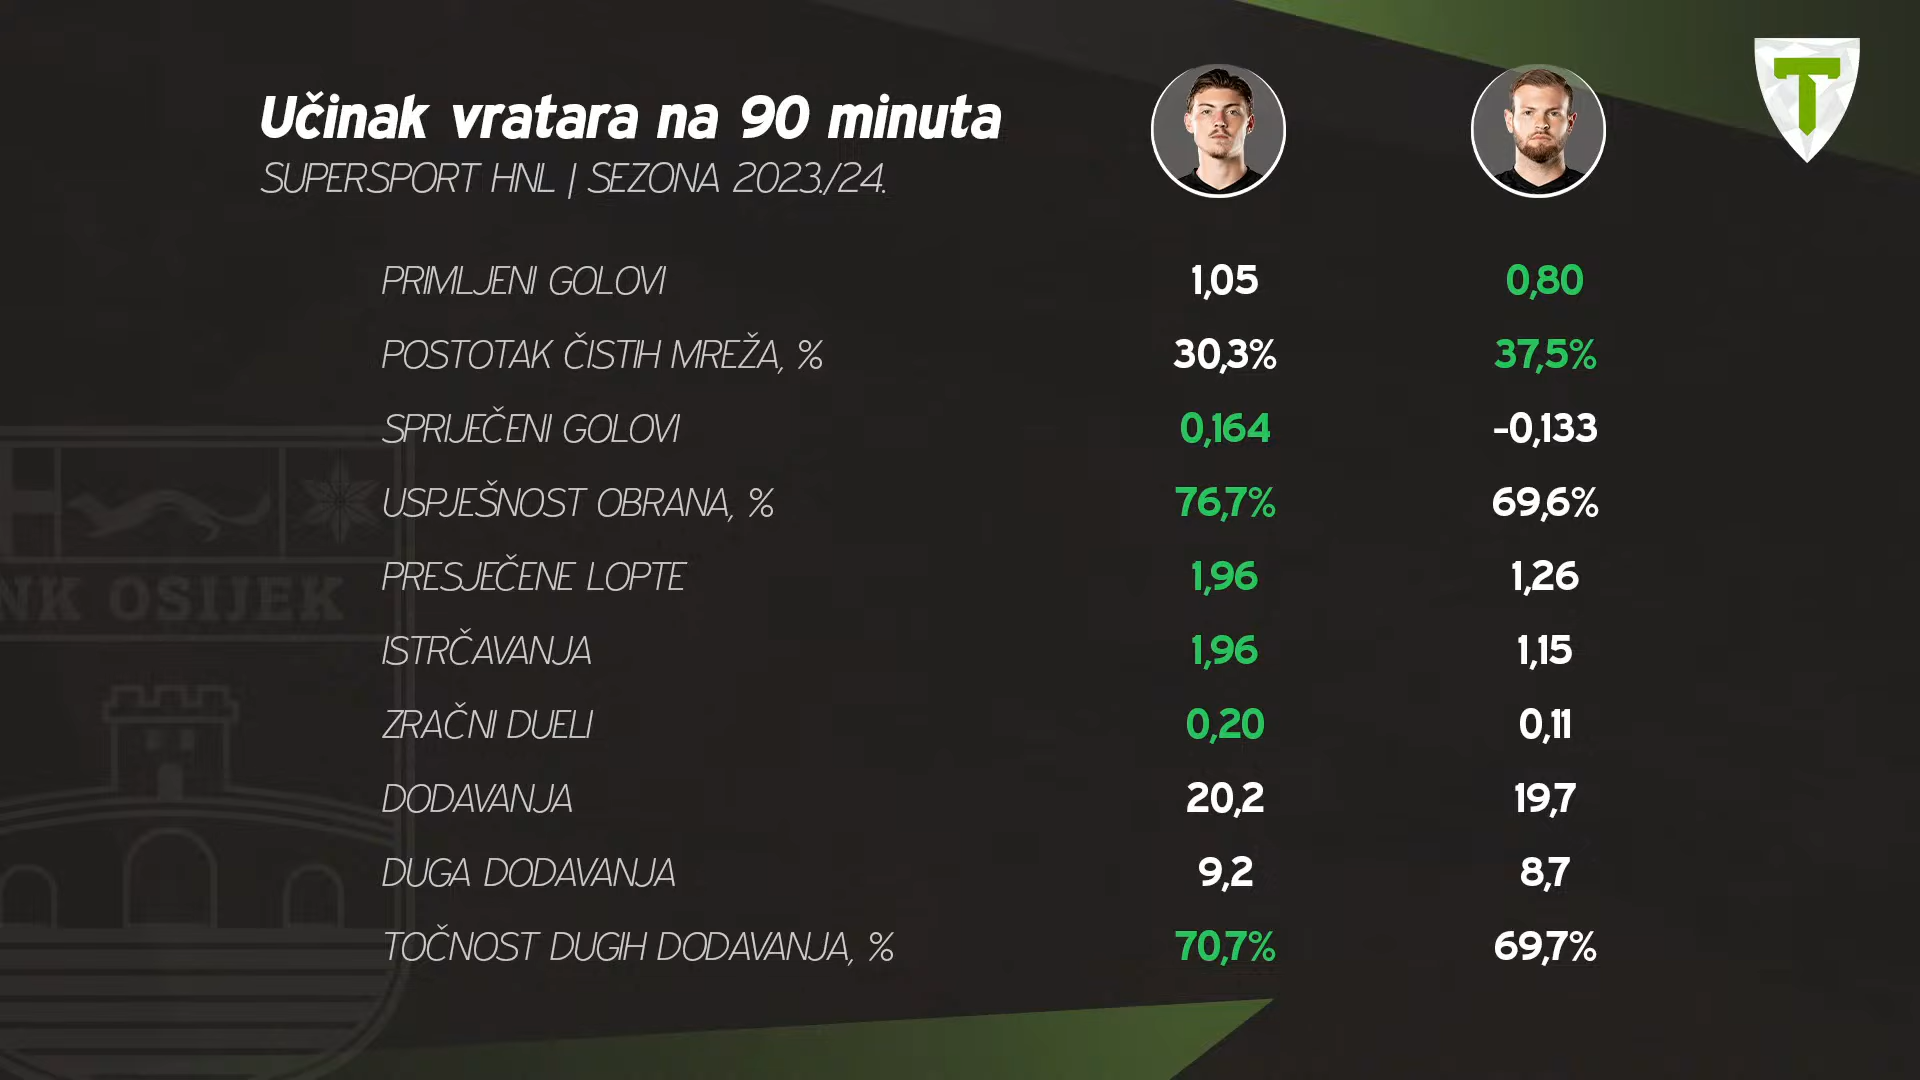 Učinak vratara na 90 minuta
SUPERSPORT HNL | SEZONA 2023./24.
PRIMLJENI GOLOVI 1,05 0,80
POSTOTAK ČISTIH MREŽA, % 30,3% 37,5%
SPRIJEČENI GOLOVI 0,164 -0,133
USPJEŠNOST OBRANA, % 76,7% 69,6%
PRESJEČENE LOPTE 1,96 1,26
NK OSIJEK
ISTRČAVANJA 1,96 1,15
ZRAČNI DUELI 0,20 0,11
DODAVANJA 20,2 19,7
DUGA DODAVANJA 9,2 8,7
TOČNOST DUGIH DODAVANJA, % 70,7% 69,7%